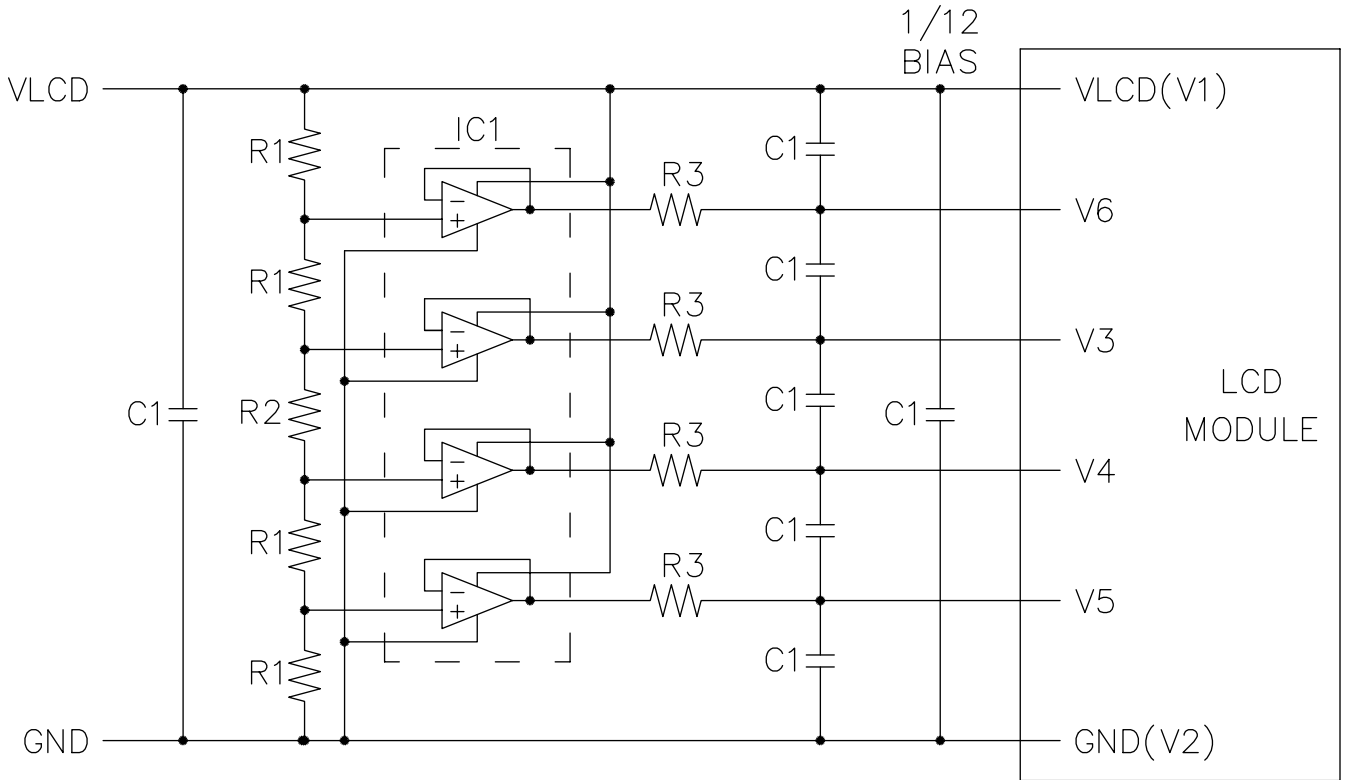 1/12
BIAS
VLCD
VLCD(V1)
IC1
R1
C1
R3
V6
−
+
R1
C1
R3
V3
−
+
C1
R2
C1
C1
LCD
MODULE
R3
V4
−
+
R1
C1
R3
V5
−
+
R1
C1
GND
GND(V2)